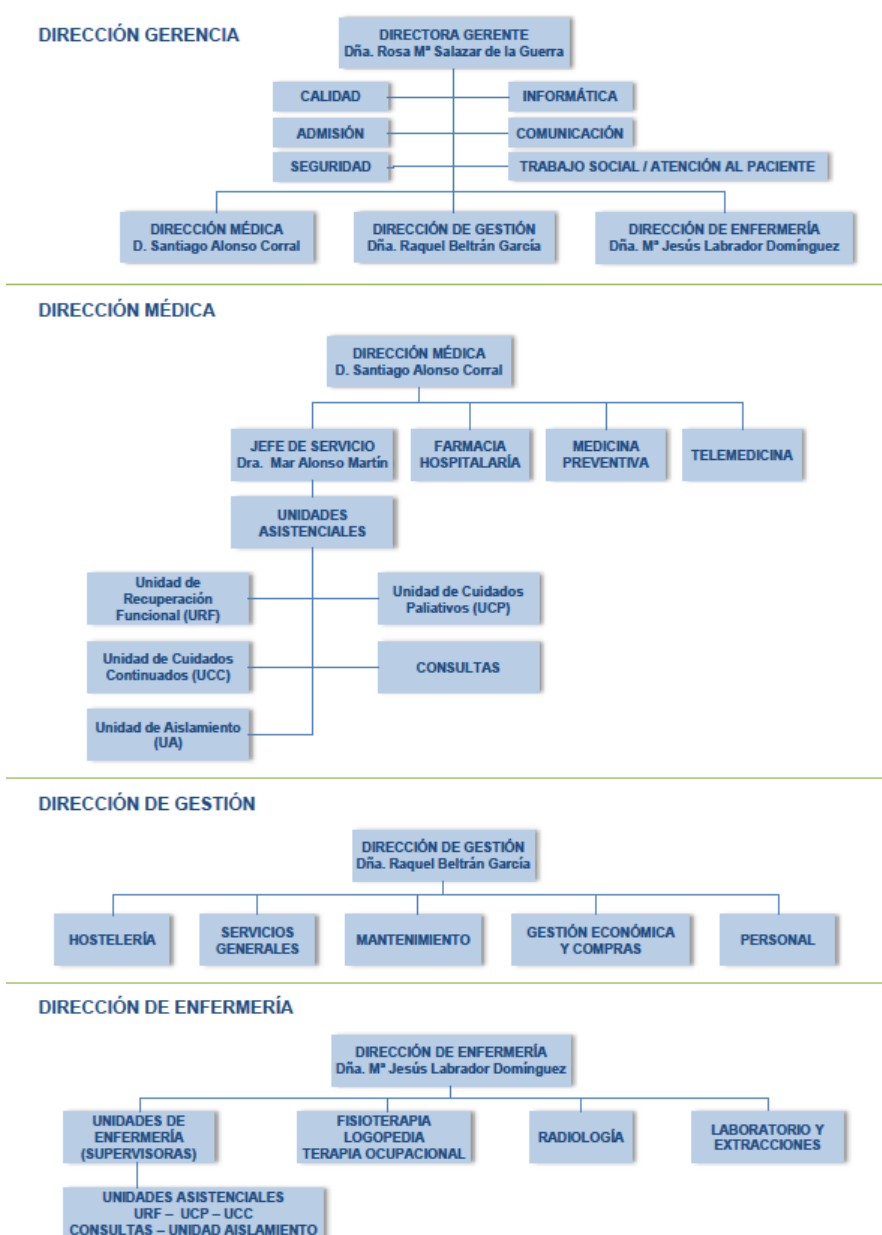 DIRECCIÓN GERENCIA
DIRECTORA GERENTE
Dña. Rosa Mª Salazar de la Guerra
CALIDAD
INFORMÁTICA
ADMISIÓN
COMUNICACIÓN
SEGURIDAD
TRABAJO SOCIAL / ATENCIÓN AL PACIENTE
DIRECCIÓN MÉDICA
D. Santiago Alonso Corral
DIRECCIÓN DE GESTIÓN
Dña. Raquel Beltrán García
DIRECCIÓN DE ENFERMERÍA
Dña. Mª Jesús Labrador Domínguez
DIRECCIÓN MÉDICA
DIRECCIÓN MÉDICA
D. Santiago Alonso Corral
JEFE DE SERVICIO
Dra. Mar Alonso Martín
FARMACIA
HOSPITALARÍA
MEDICINA
PREVENTIVA
TELEMEDICINA
UNIDADES
ASISTENCIALES
Unidad de
Recuperación
Funcional (URF)
Unidad de Cuidados
Paliativos (UCP)
Unidad de Cuidados
Continuados (UCC)
CONSULTAS
Unidad de Aislamiento
(UA)
DIRECCIÓN DE GESTIÓN
DIRECCIÓN DE GESTIÓN
Dña. Raquel Beltrán García
HOSTELERÍA
SERVICIOS
GENERALES
MANTENIMIENTO
GESTIÓN ECONÓMICA
Y COMPRAS
PERSONAL
DIRECCIÓN DE ENFERMERÍA
DIRECCIÓN DE ENFERMERÍA
Dña. Mª Jesús Labrador Domínguez
UNIDADES DE
ENFERMERÍA
(SUPERVISORAS)
FISIOTERAPIA
LOGOPEDIA
TERAPIA OCUPACIONAL
RADIOLOGÍA
LABORATORIO Y
EXTRACCIONES
UNIDADES ASISTENCIALES
URF – UCP – UCC
CONSULTAS – UNIDAD AISLAMIENTO